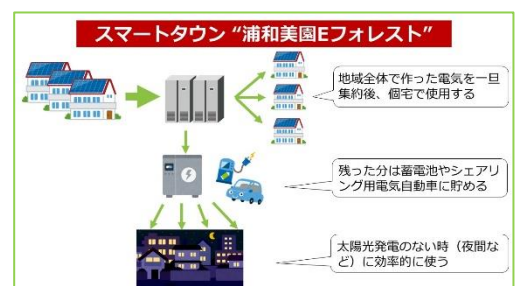 スマートタウン “浦和美園Eフォレスト”
地域全体で作った電気を一旦
集約後、個宅で使用する
残った分は蓄電池やシェアリ
ング用電気自動車に貯める
太陽光発電のない時（夜間な
ど）に効率的に使う